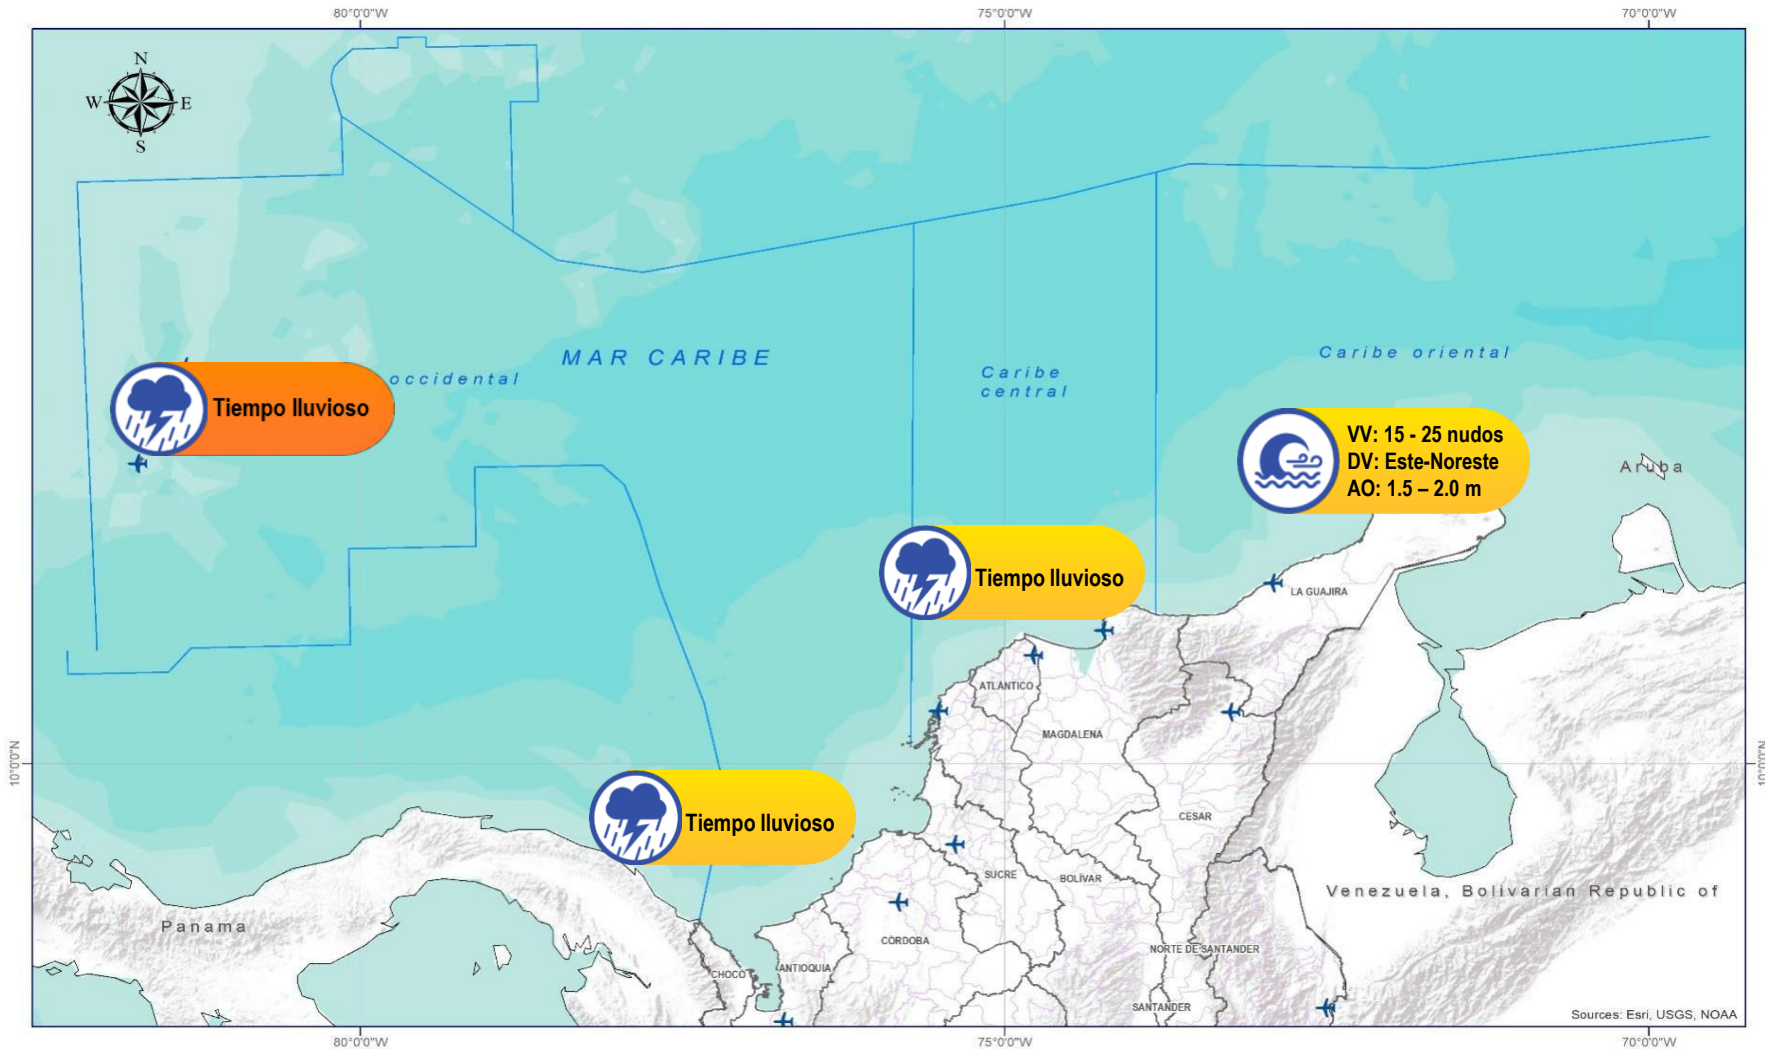 80°0'0"W
75°0'0"W
70°0'0"W
N
W
E
S
MAR CARIBE
occidental
Caribe
central
Caribe oriental
Tiempo lluvioso
VV: 15 - 25 nudos
DV: Este-Noreste
AO: 1.5 – 2.0 m
Aruba
Tiempo lluvioso
LA GUAJIRA
ATLANTICO
MAGDALENA
10°0'0"N
10°0'0"N
Tiempo lluvioso
CESAR
SUCRE
BOLÍVAR
Venezuela, Bolivarian Republic of
Panama
CÓRDOBA
NORTE DE SANTANDER
CHOCO
ANTIOQUIA
SANTANDER
Sources: Esri, USGS, NOAA
80°0'0"W
75°0'0"W
70°0'0"W